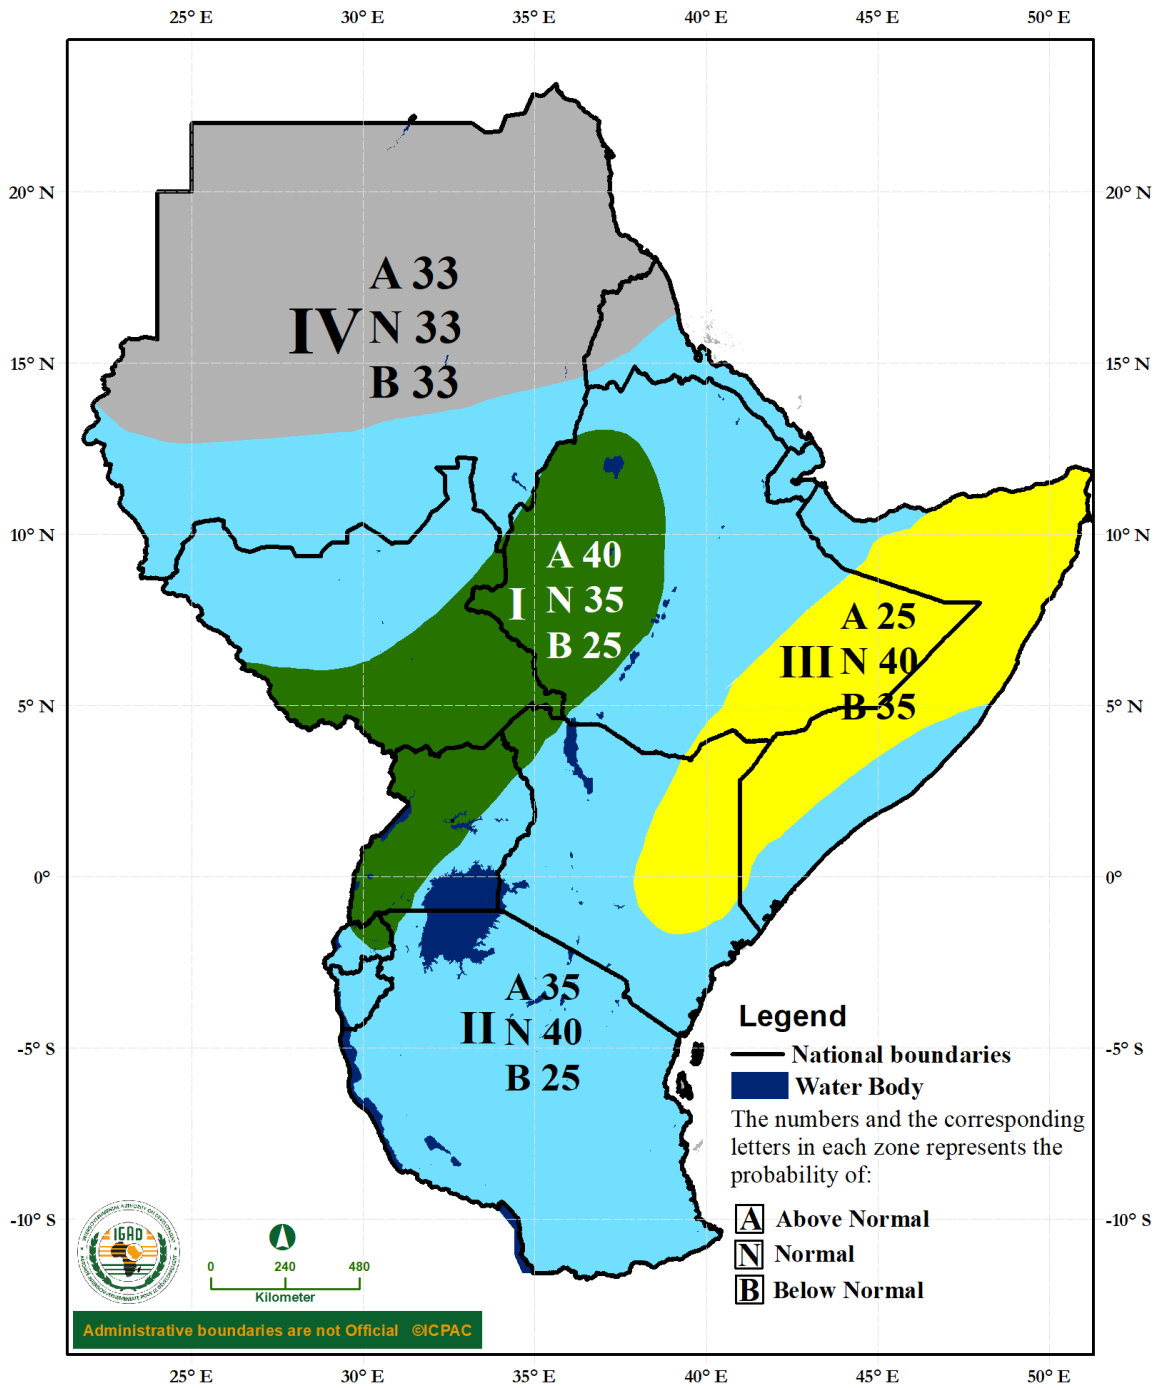 25° E 30° E 35° E 40° E 45° E 50° E
20° N 20° N
A 33
IV N 33
15° N 15° N
B 33
10° N 10° N
A 40
I N 35
B 25
A 25
III N 40
B 35
5° N 5° N
0° 0°
A 35
II N 40
B 25
Legend
National boundaries
-5° S -5° S
Water Body
The numbers and the corresponding
letters in each zone represents the
probability of:
A Above Normal
N Normal
B Below Normal
-10° S -10° S
IGAD
0 240 480
Kilometer
Administrative boundaries are not Official ©ICPAC
25° E 30° E 35° E 40° E 45° E 50° E